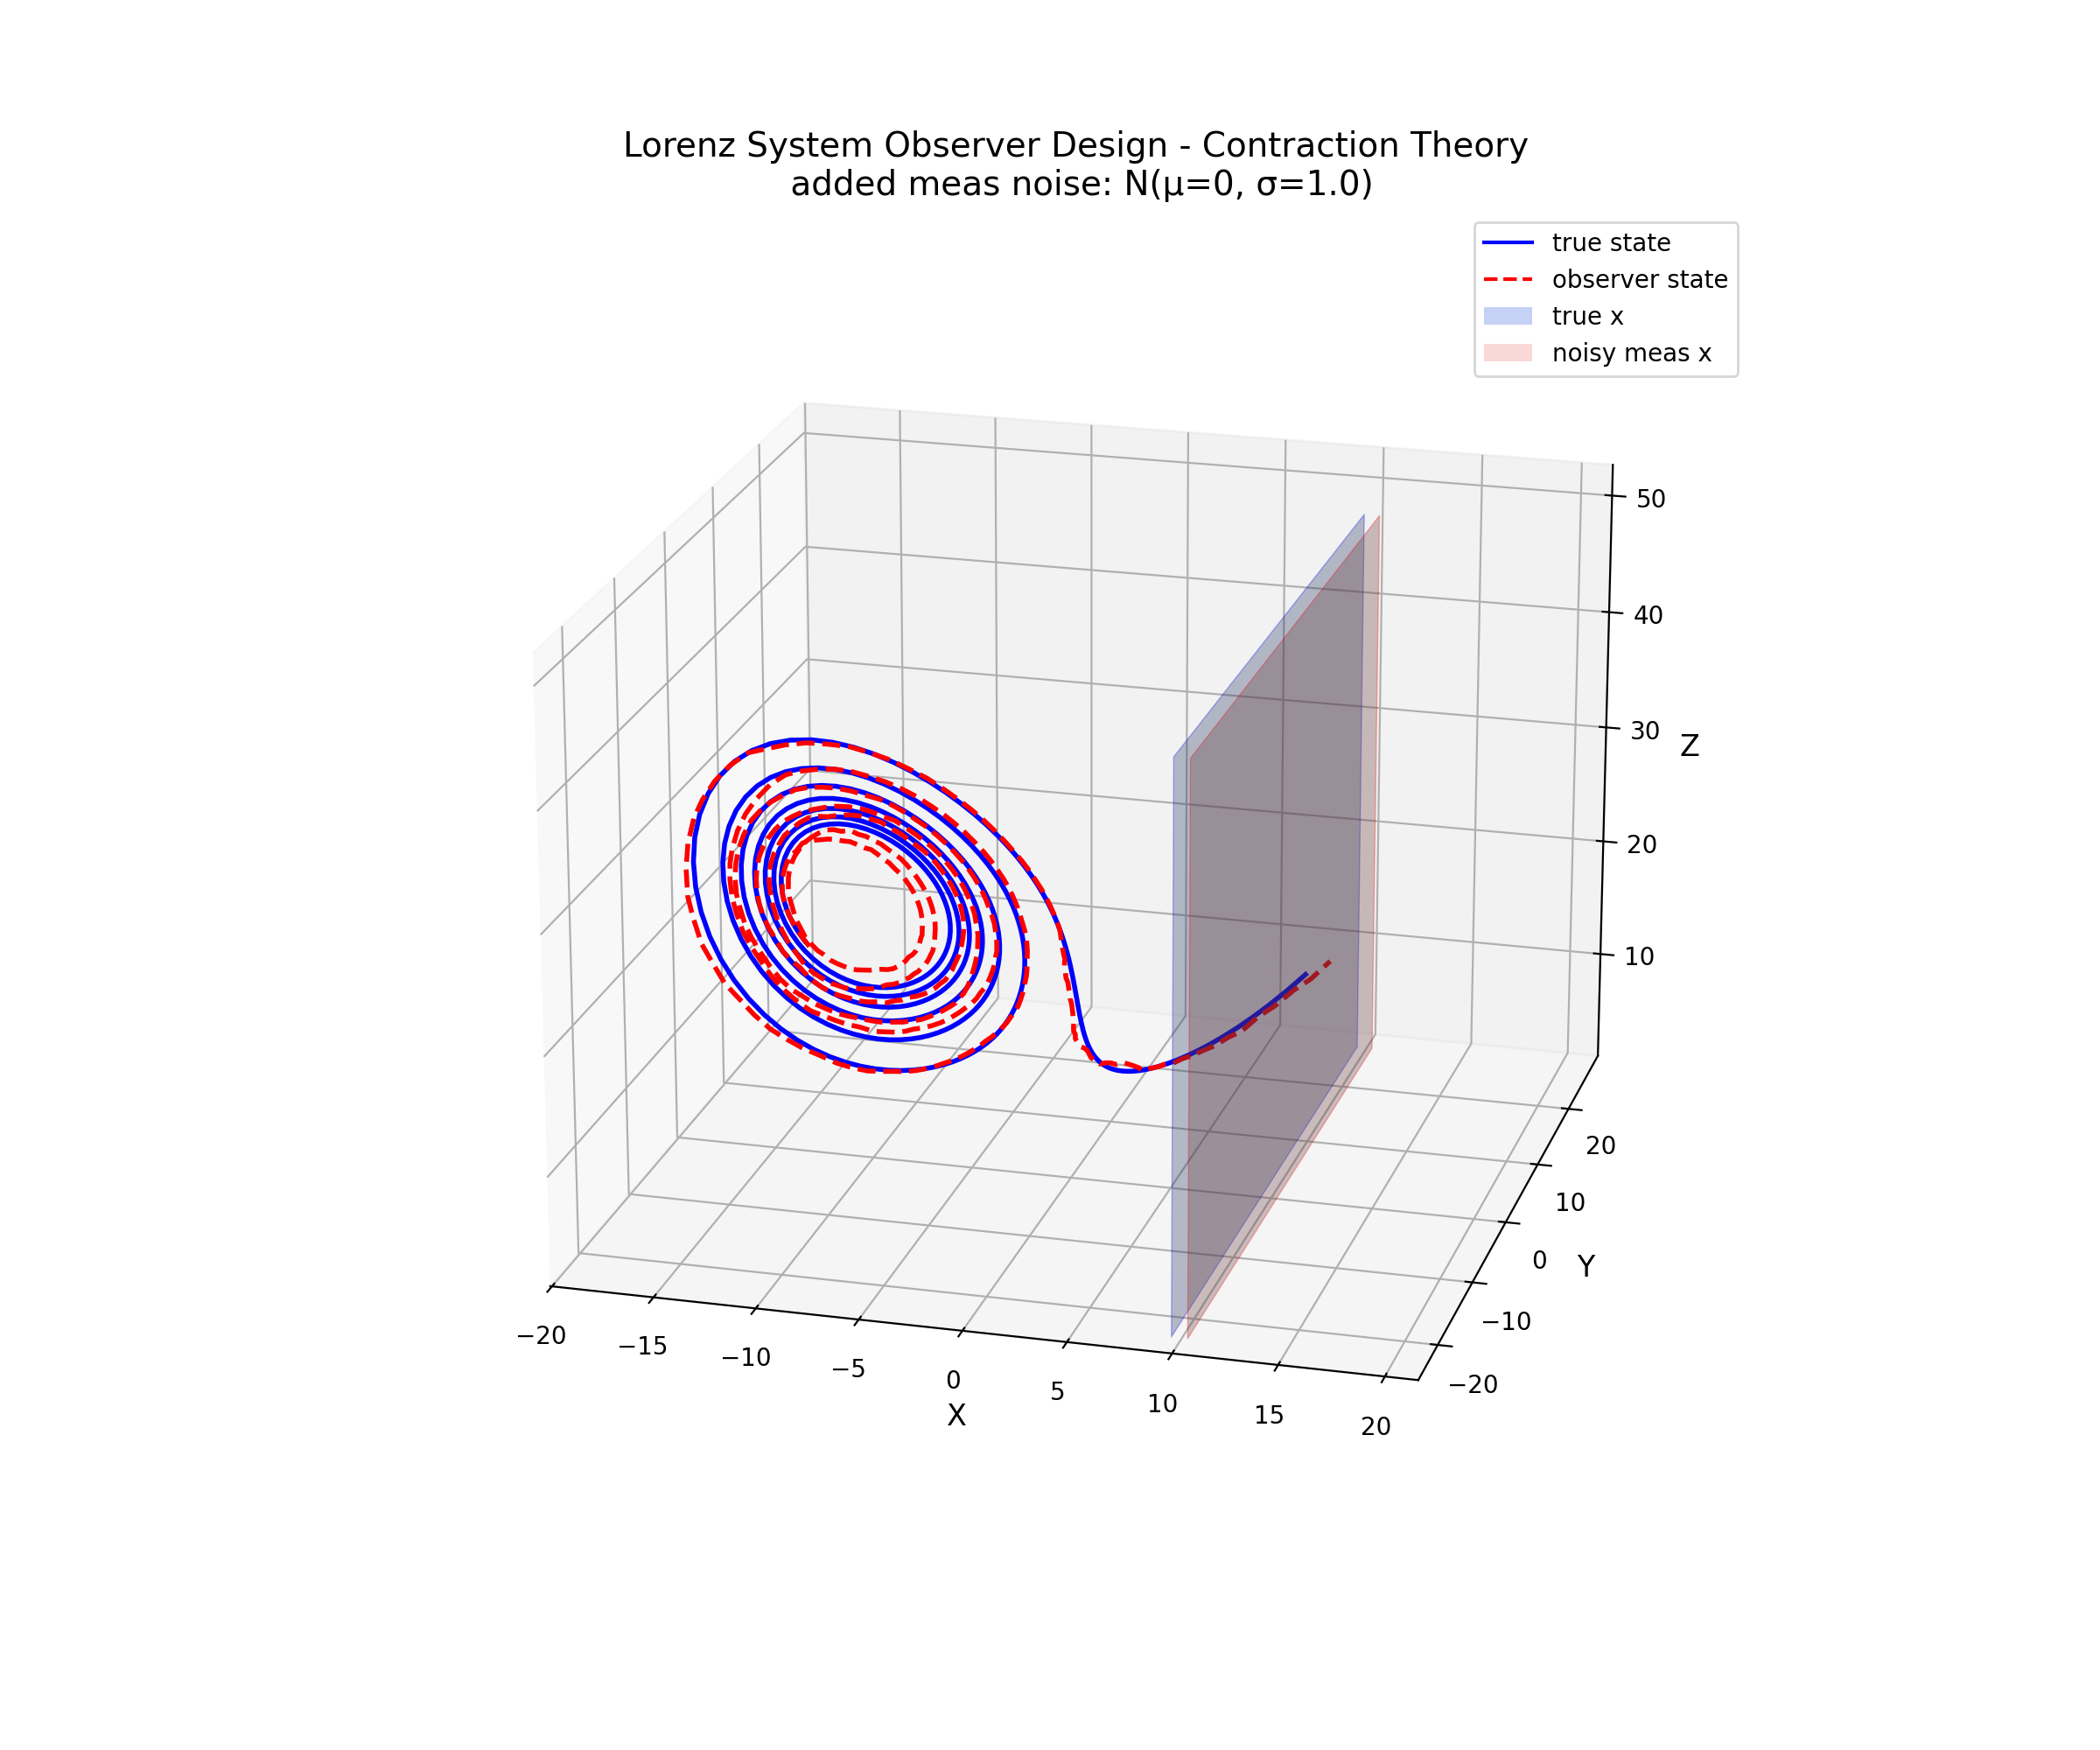 Lorenz System Observer Design - Contraction Theory
added meas noise: N(μ=0, σ=1.0)
true state
observer state
true x
noisy meas x
50
40
30
Z
20
10
20
10
0
Y
−10
−20
−20
−15
−10
−5
0
5
10
15
20
X